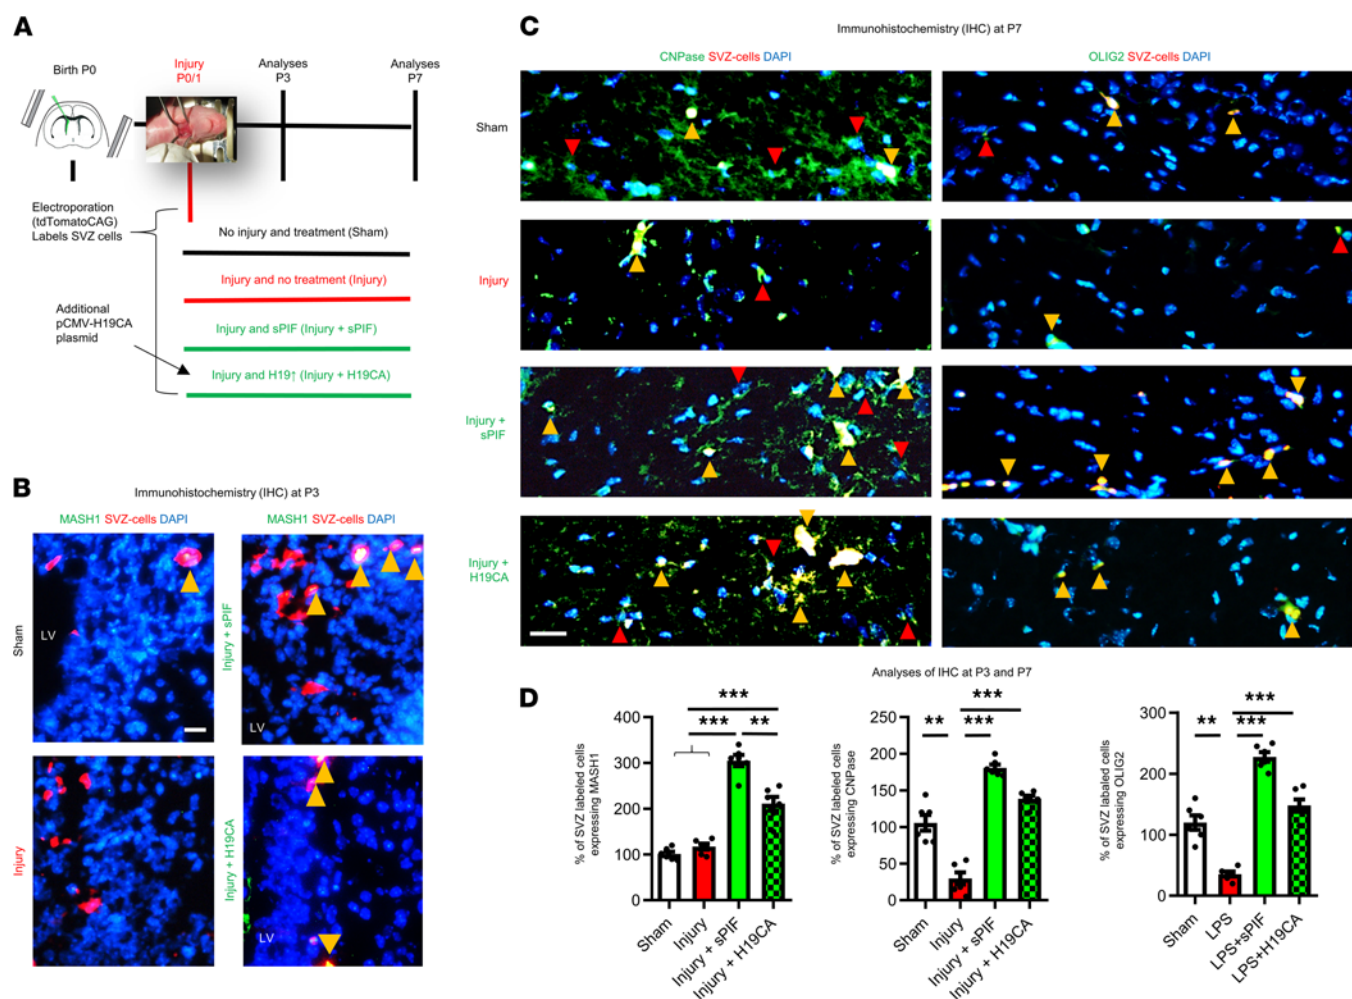 A
Birth P0
Injury
P0/1
Analyses
P3
Analyses
P7
Electroporation
(tdTomatoCAG)
Labels SVZ cells
No injury and treatment (Sham)
Injury and no treatment (Injury)
Additional
pCMV-H19CA
plasmid
Injury and sPIF (Injury + sPIF)
Injury and H19↑ (Injury + H19CA)
B
Immunohistochemistry (IHC) at P3
MASH1 SVZ-cells DAPI
MASH1 SVZ-cells DAPI
Sham
LV
Injury + sPIF
LV
Injury
Injury + H19CA
LV
C
Immunohistochemistry (IHC) at P7
CNPase SVZ-cells DAPI
OLIG2 SVZ-cells DAPI
Sham
Injury
Injury +
sPIF
Injury +
H19CA
D
Analyses of IHC at P3 and P7
% of SVZ labeled cells
expressing MASH1
400
300
200
100
0
***
***
**
Sham
Injury
Injury + sPIF
Injury + H19CA
% of SVZ labeled cells
expressing CNPase
250
200
150
100
50
0
***
**
***
Sham
Injury
Injury + sPIF
Injury + H19CA
% of SVZ labeled cells
expressing OLIG2
300
200
100
0
***
**
***
Sham
LPS
LPS+sPIF
LPS+H19CA